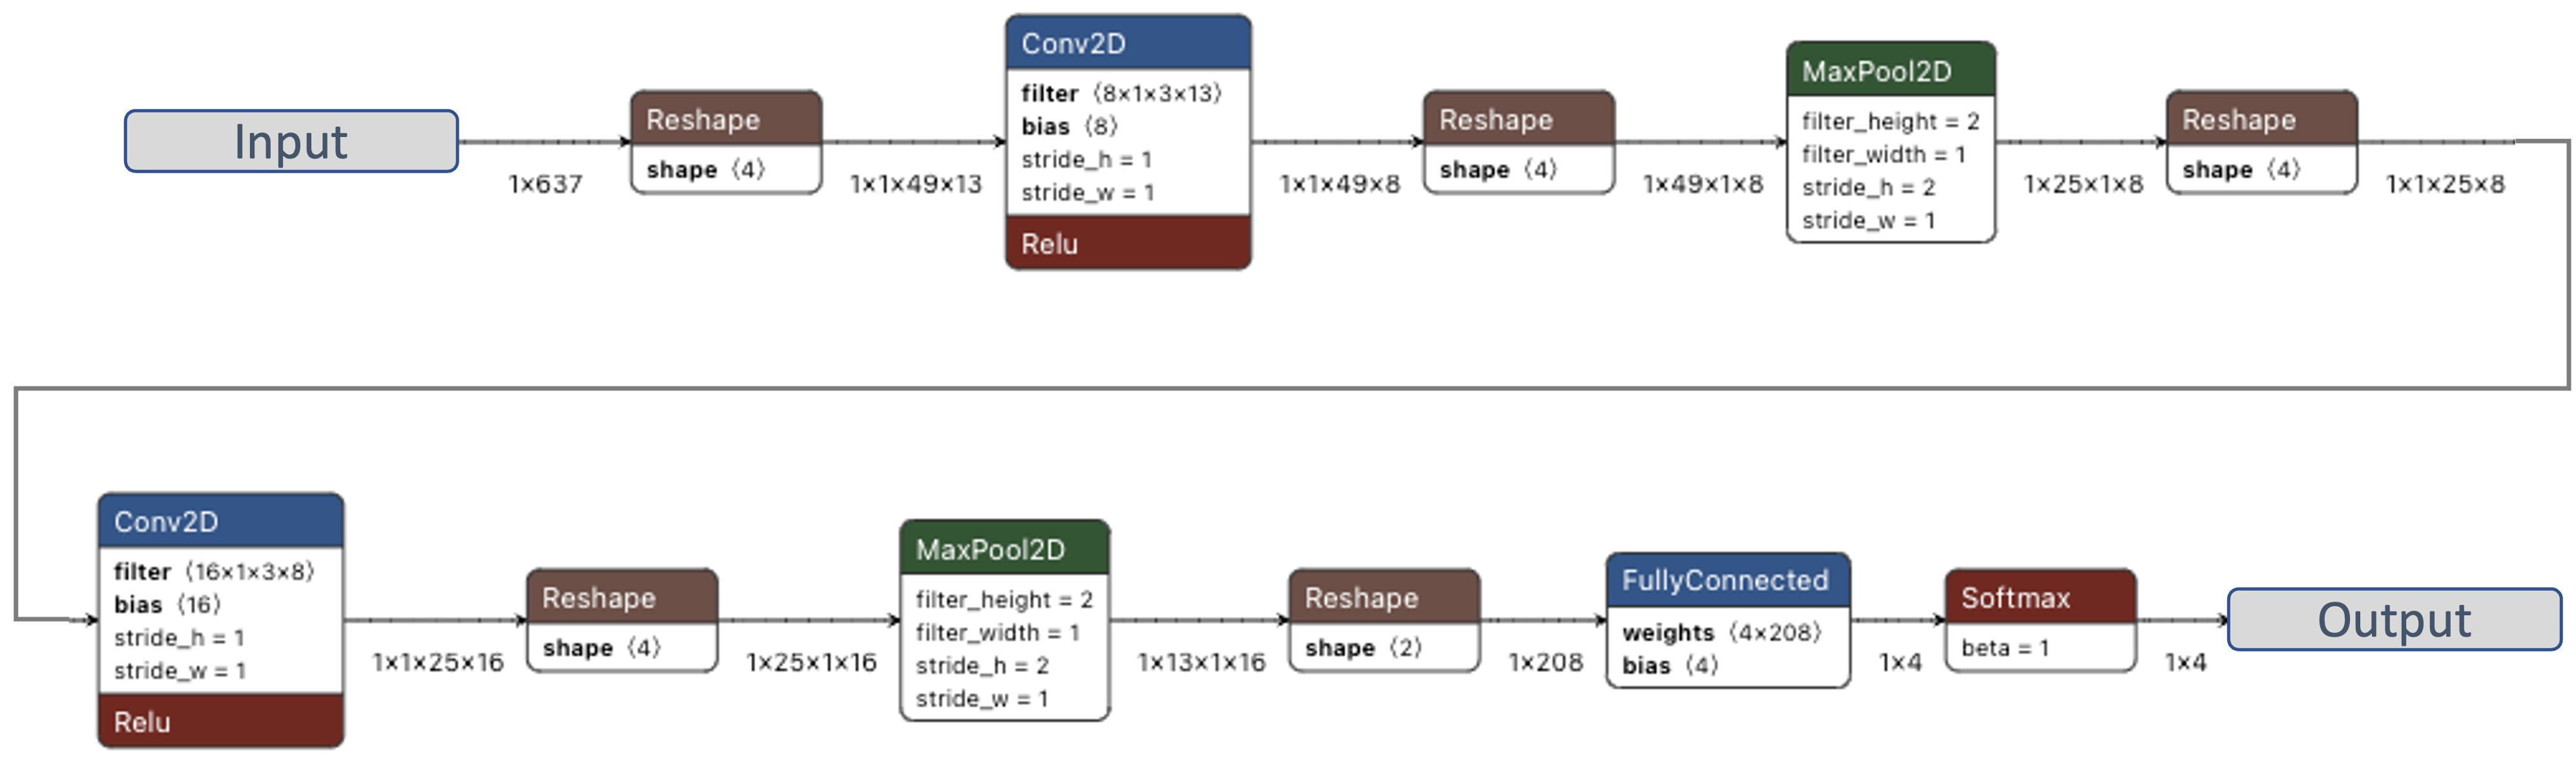 Input
1×637
Reshape
shape ⟨4⟩
1×1×49×13
Conv2D
filter ⟨8×1×3×13⟩
bias ⟨8⟩
stride_h = 1
stride_w = 1
Relu
1×1×49×8
Reshape
shape ⟨4⟩
1×49×1×8
MaxPool2D
filter_height = 2
filter_width = 1
stride_h = 2
stride_w = 1
1×25×1×8
Reshape
shape ⟨4⟩
1×1×25×8
Conv2D
filter ⟨16×1×3×8⟩
bias ⟨16⟩
stride_h = 1
stride_w = 1
Relu
1×1×25×16
Reshape
shape ⟨4⟩
1×25×1×16
MaxPool2D
filter_height = 2
filter_width = 1
stride_h = 2
stride_w = 1
1×13×1×16
Reshape
shape ⟨2⟩
1×208
FullyConnected
weights ⟨4×208⟩
bias ⟨4⟩
1×4
Softmax
beta = 1
1×4
Output